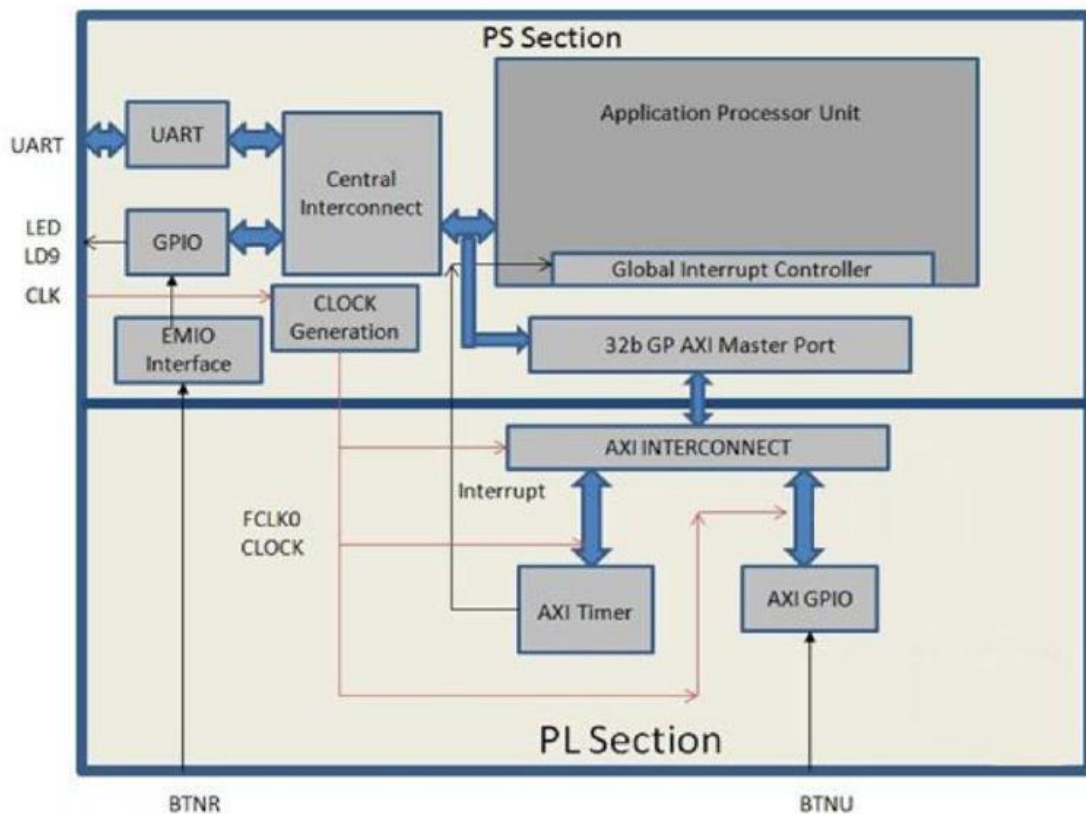 PS Section
Application Processor Unit
UART
UART
Central
Interconnect
LED
LD9
GPIO
Global Interrupt Controller
CLK
CLOCK
Generation
EMIO
Interface
32b GP AXI Master Port
AXI INTERCONNECT
Interrupt
FCLK0
CLOCK
AXI Timer
AXI GPIO
PL Section
BTNR
BTNU